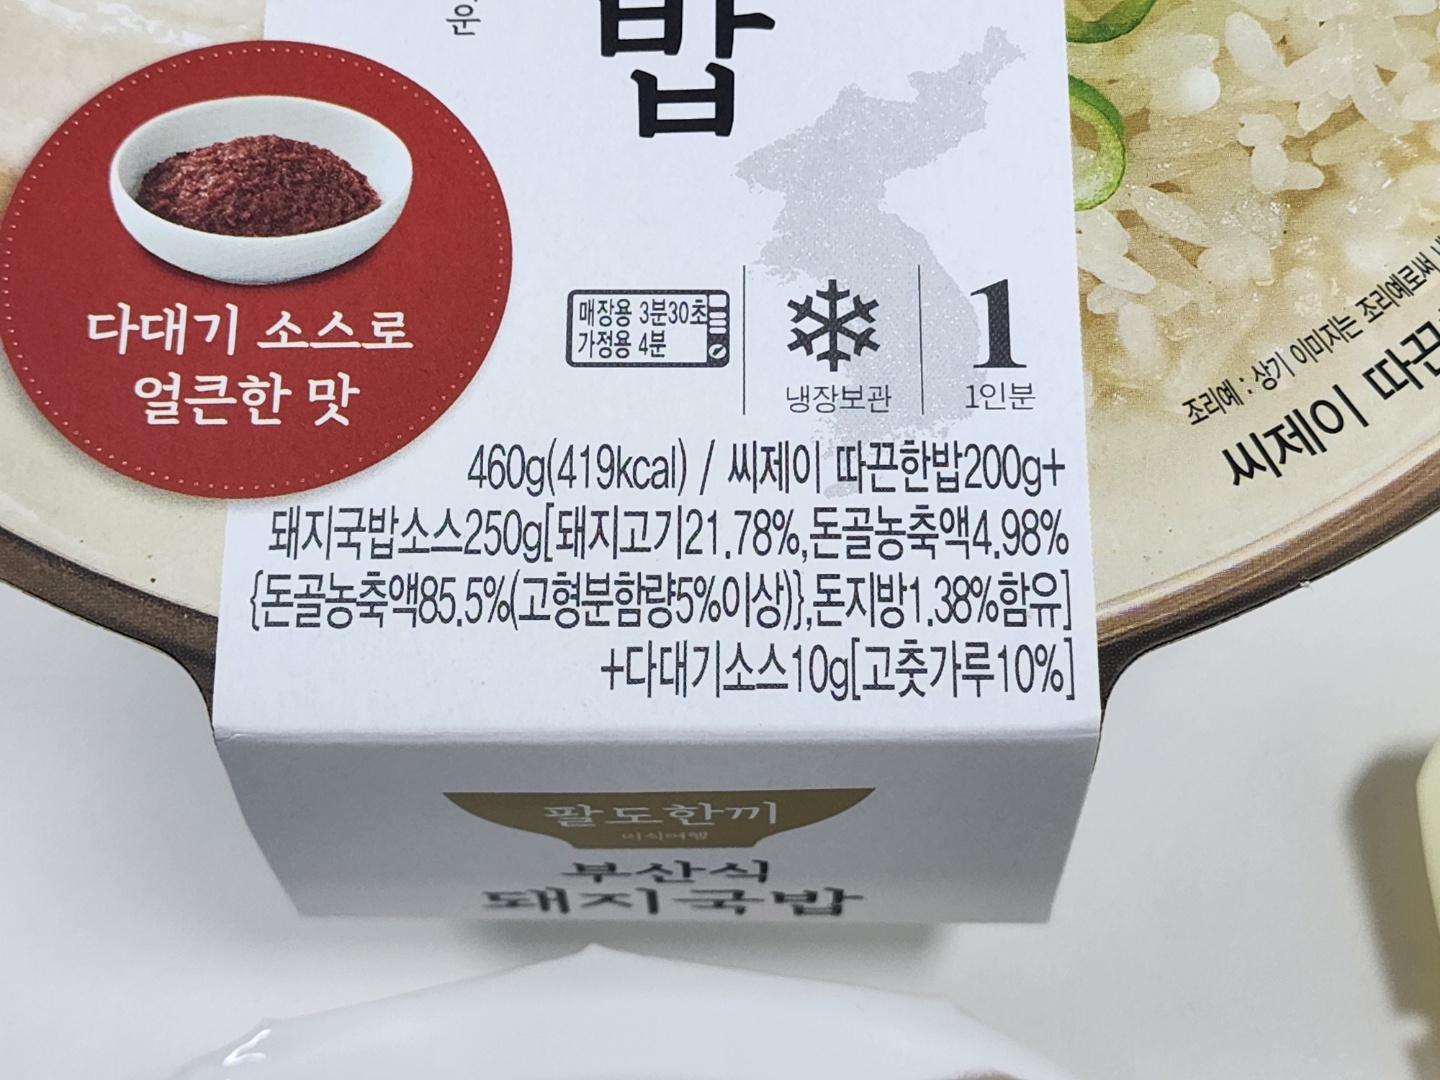 운
밥
다대기 소스로
얼큰한 맛
매장용 3분30초
가정용 4분
냉장보관
1
1인분
460g(419kcal) / 씨제이 따끈한밥200g+
돼지국밥소스250g[돼지고기21.78%,돈골농축액4.98%
{돈골농축액85.5%(고형분함량5%이상)},돈지방1.38%함유]
+다대기소스10g[고춧가루10%]
조리예 : 상기 이미지는 조리예로써
씨제이
팔도한끼
미식여행
부산식
돼지국밥